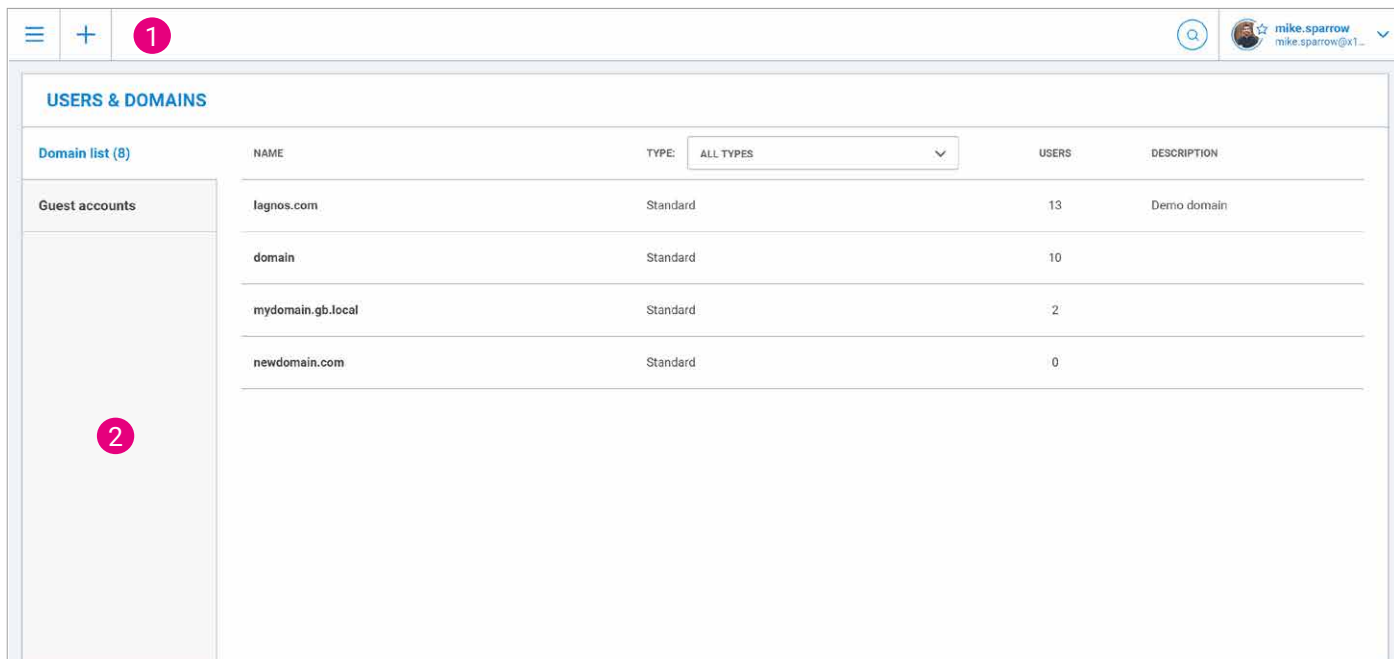 1
mike.sparrow
mike.sparrow@x1...
USERS & DOMAINS
Domain list (8)
NAME
TYPE: ALL TYPES
USERS
DESCRIPTION
Guest accounts
lagnos.com Standard 13 Demo domain
domain Standard 10
mydomain.gb.local Standard 2
newdomain.com Standard 0
2